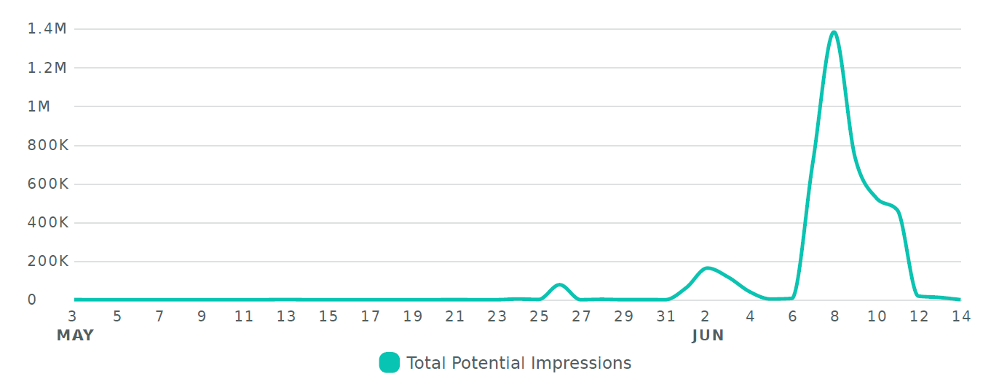 1.4M
1.2M
1M
800K
600K
400K
200K
0
3 5 7 9 11 13 15 17 19 21 23 25 27 29 31 2 4 6 8 10 12 14
MAY JUN
Total Potential Impressions